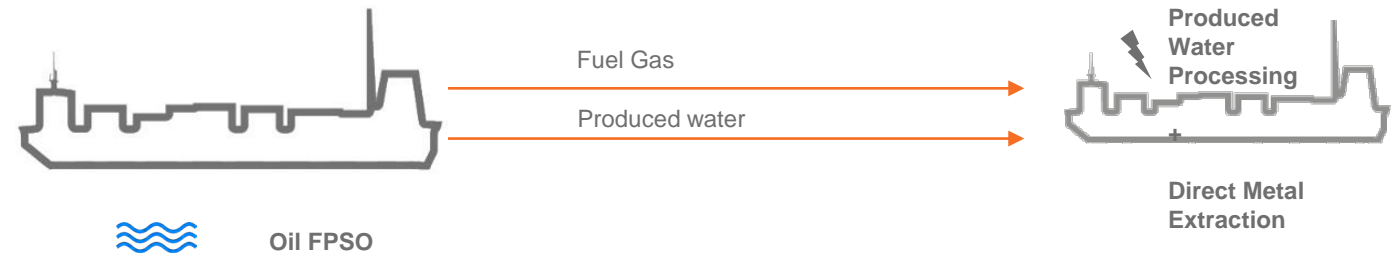 Produced
Water
Processing
Fuel Gas
Produced water
+
Direct Metal
Extraction
Oil FPSO